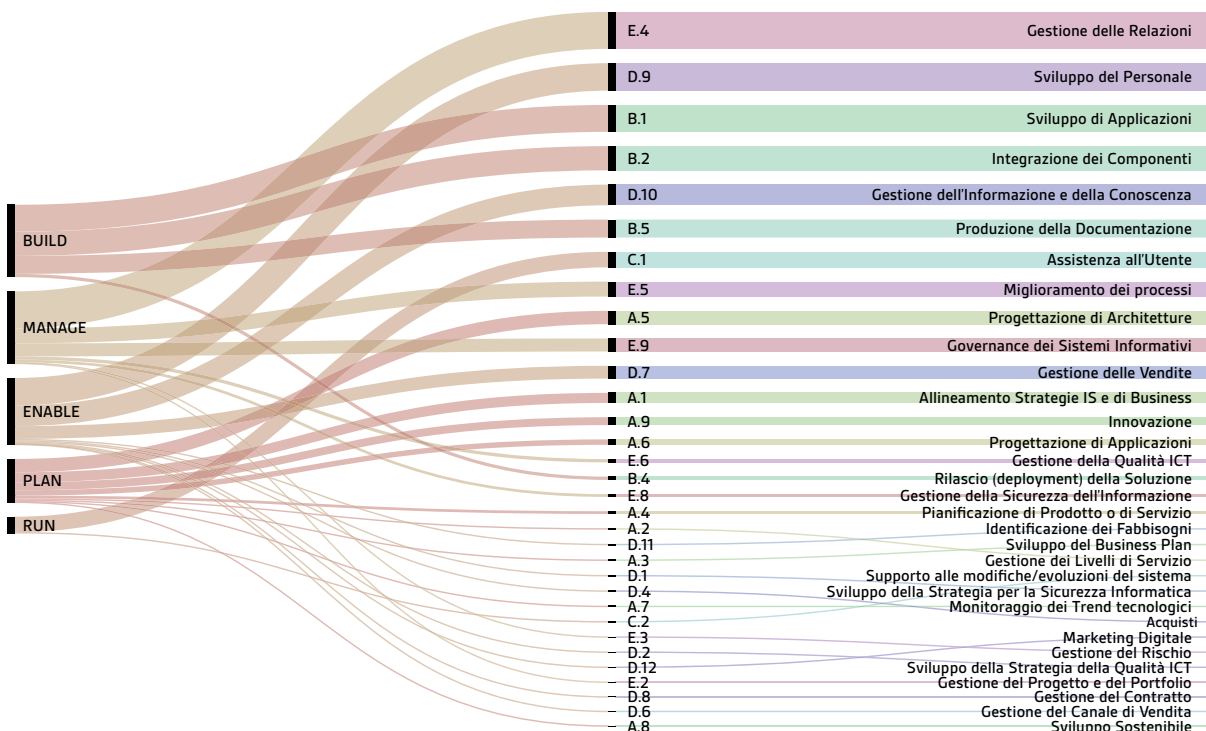 BUILD
MANAGE
ENABLE
PLAN
RUN
E.4 Gestione delle Relazioni
D.9 Sviluppo del Personale
B.1 Sviluppo di Applicazioni
B.2 Integrazione dei Componenti
D.10 Gestione dell'Informazione e della Conoscenza
B.5 Produzione della Documentazione
C.1 Assistenza all'Utente
E.5 Miglioramento dei processi
A.5 Progettazione di Architetture
E.9 Governance dei Sistemi Informativi
D.7 Gestione delle Vendite
A.1 Allineamento Strategie IS e di Business
A.9 Innovazione
A.6 Progettazione di Applicazioni
E.6 Gestione della Qualità ICT
B.4 Rilascio (deployment) della Soluzione
E.8 Gestione della Sicurezza dell'Informazione
A.4 Pianificazione di Prodotto o di Servizio
A.2 Identificazione dei Fabbisogni
D.11 Sviluppo del Business Plan
A.3 Gestione dei Livelli di Servizio
D.1 Supporto alle modifiche/evoluzioni del sistema
D.4 Sviluppo della Strategia per la Sicurezza Informatica
A.7 Monitoraggio dei Trend tecnologici
C.2 Acquisti
E.3 Marketing Digitale
D.2 Gestione del Rischio
D.12 Sviluppo della Strategia della Qualità ICT
E.2 Gestione del Progetto e del Portfolio
D.8 Gestione del Contratto
D.6 Gestione del Canale di Vendita
A.8 Sviluppo Sostenibile